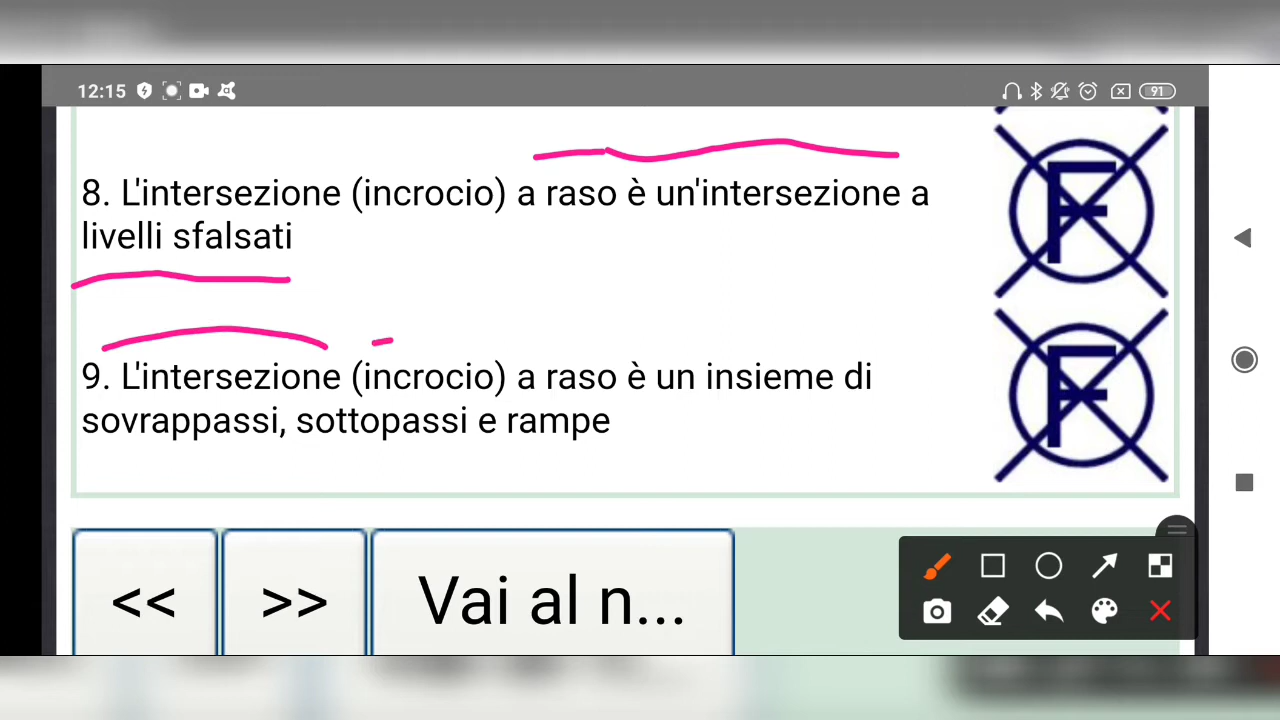 12:15
91
8. L'intersezione (incrocio) a raso è un'intersezione a
livelli sfalsati
F
9. L'intersezione (incrocio) a raso è un insieme di
sovrappassi, sottopassi e rampe
F
<< >> Vai al n...